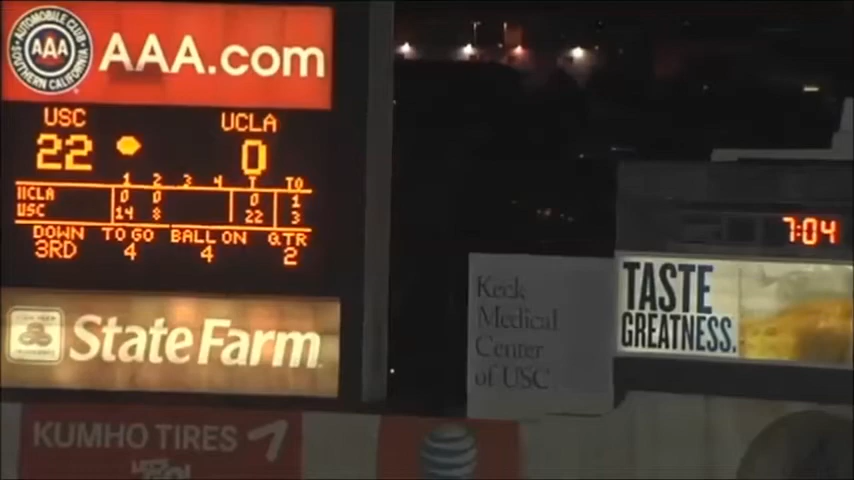 AUTOMOBILE CLUB
AAA
SOUTHERN CALIFORNIA
AAA.com
USC UCLA
22 0
1 2 3 4 T TO
UCLA 0 0 0 1
USC 14 8 22 3
DOWN TO GO BALL ON QTR
3RD 4 4 2
StateFarm
KUMHO TIRES
7:04
Keck
Medical
Center
of USC
TASTE
GREATNESS.